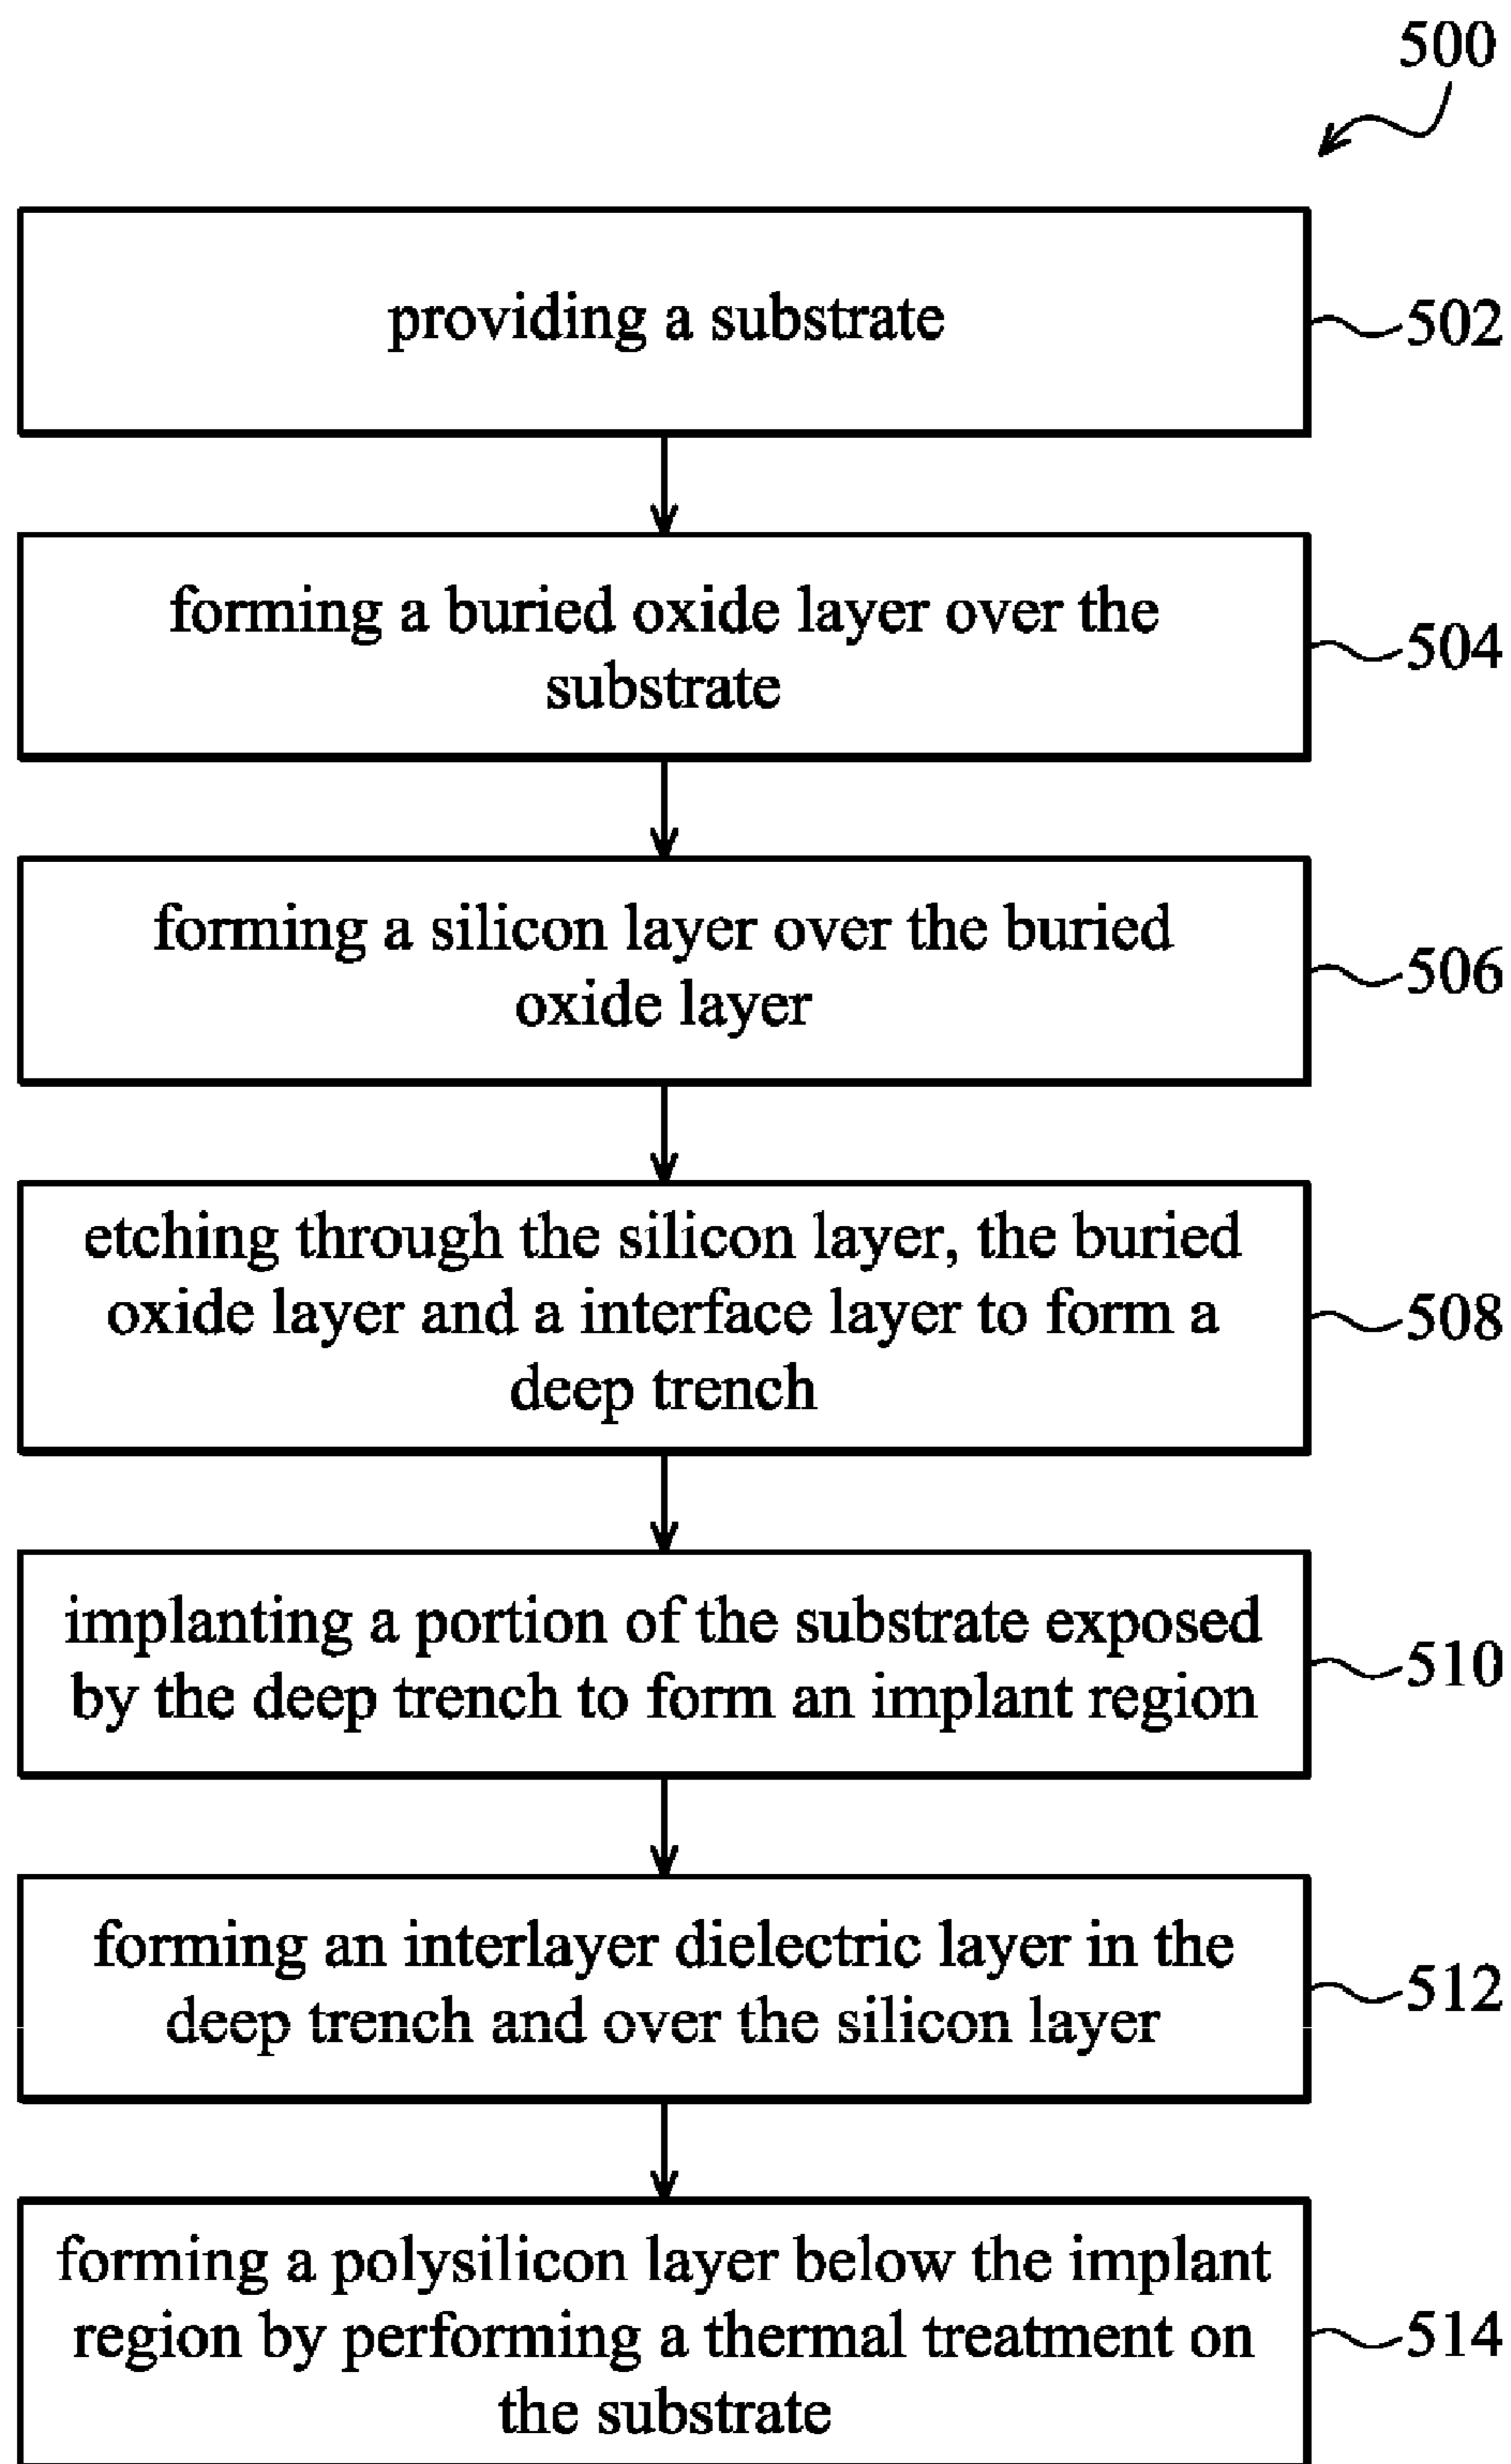 500
providing a substrate
502
forming a buried oxide layer over the
substrate
504
forming a silicon layer over the buried
oxide layer
506
etching through the silicon layer, the buried
oxide layer and a interface layer to form a
deep trench
508
implanting a portion of the substrate exposed
by the deep trench to form an implant region
510
forming an interlayer dielectric layer in the
deep trench and over the silicon layer
512
forming a polysilicon layer below the implant
region by performing a thermal treatment on
the substrate
514